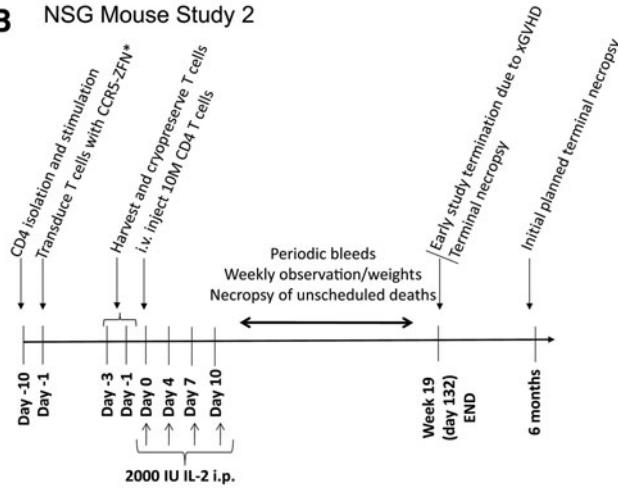 B
NSG Mouse Study 2
CD4 isolation and stimulation
Transduce T cells with CCR5-ZFN*
Harvest and cryopreserve T cells
i.v. inject 10M CD4 T cells
Early study termination due to xGVHD
Terminal necropsy
Initial planned terminal necropsy
Periodic bleeds
Weekly observation/weights
Necropsy of unscheduled deaths
Day -10
Day -1
Day -3
Day -1
Day 0
Day 4
Day 7
Day 10
Week 19
(day 132)
END
6 months
2000 IU IL-2 i.p.